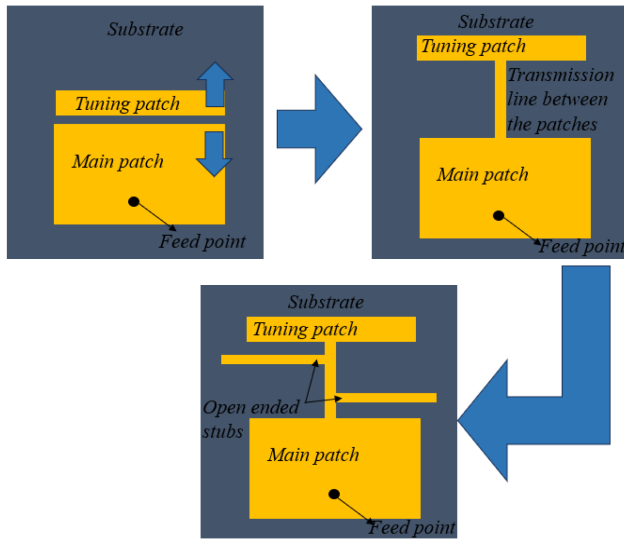 Substrate
Tuning patch
Main patch
Feed point
Substrate
Tuning patch
Transmission
line between
the patches
Main patch
Feed point
Substrate
Tuning patch
Open ended
stubs
Main patch
Feed point